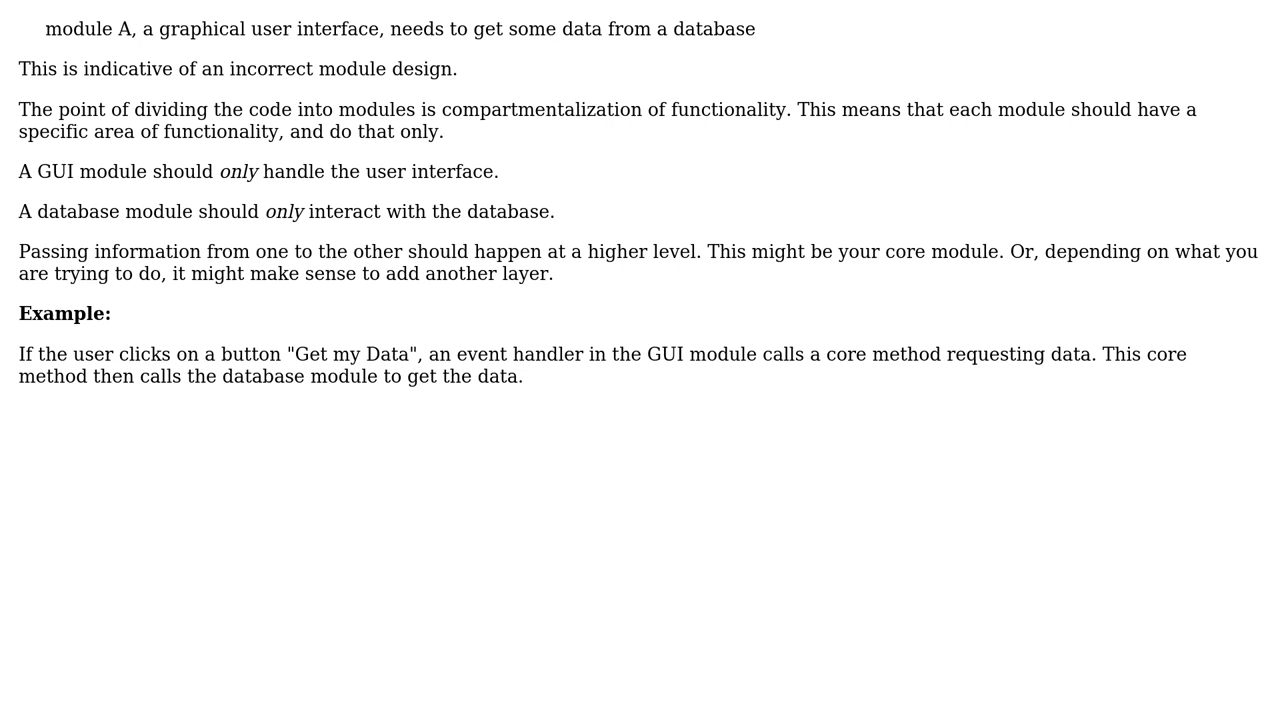 module A, a graphical user interface, needs to get some data from a database
This is indicative of an incorrect module design.
The point of dividing the code into modules is compartmentalization of functionality. This means that each module should have a
specific area of functionality, and do that only.
A GUI module should only handle the user interface.
A database module should only interact with the database.
Passing information from one to the other should happen at a higher level. This might be your core module. Or, depending on what you
are trying to do, it might make sense to add another layer.
Example:
If the user clicks on a button "Get my Data", an event handler in the GUI module calls a core method requesting data. This core
method then calls the database module to get the data.